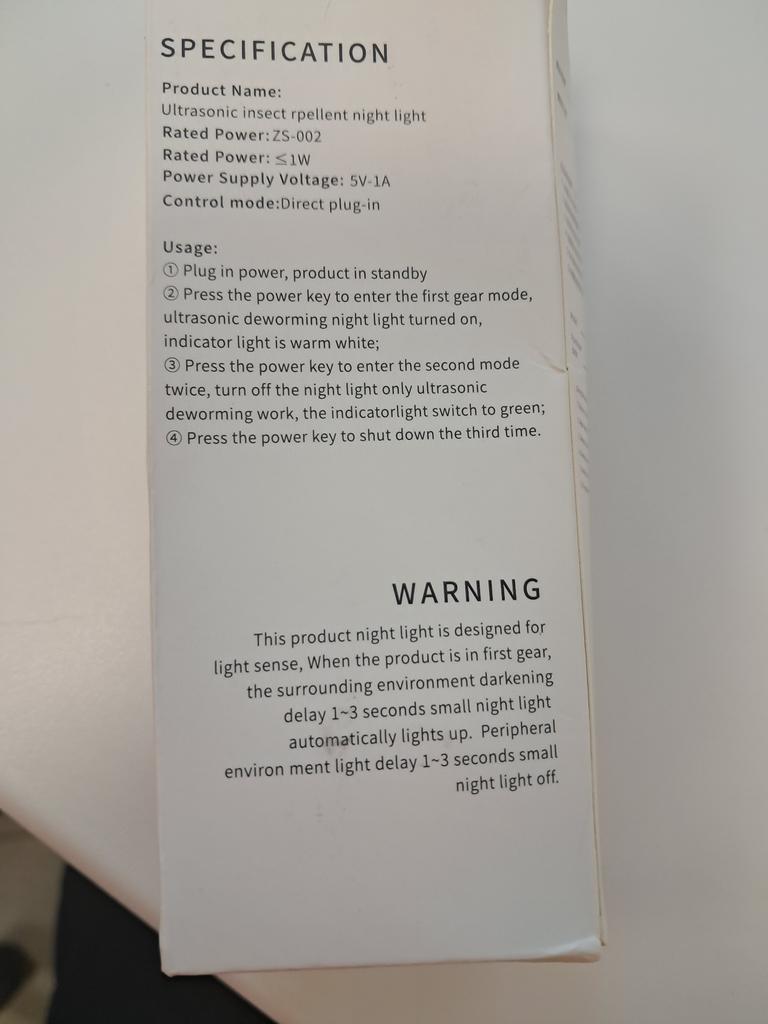 SPECIFICATION
Product Name:
Ultrasonic insect rpellent night light
Rated Power:ZS-002
Rated Power: ≤1W
Power Supply Voltage: 5V-1A
Control mode:Direct plug-in
Usage:
① Plug in power, product in standby
② Press the power key to enter the first gear mode,
ultrasonic deworming night light turned on,
indicator light is warm white;
③ Press the power key to enter the second mode
twice, turn off the night light only ultrasonic
deworming work, the indicatorlight switch to green;
④ Press the power key to shut down the third time.
WARNING
This product night light is designed for
light sense, When the product is in first gear,
the surrounding environment darkening
delay 1~3 seconds small night light
automatically lights up. Peripheral
environ ment light delay 1~3 seconds small
night light off.